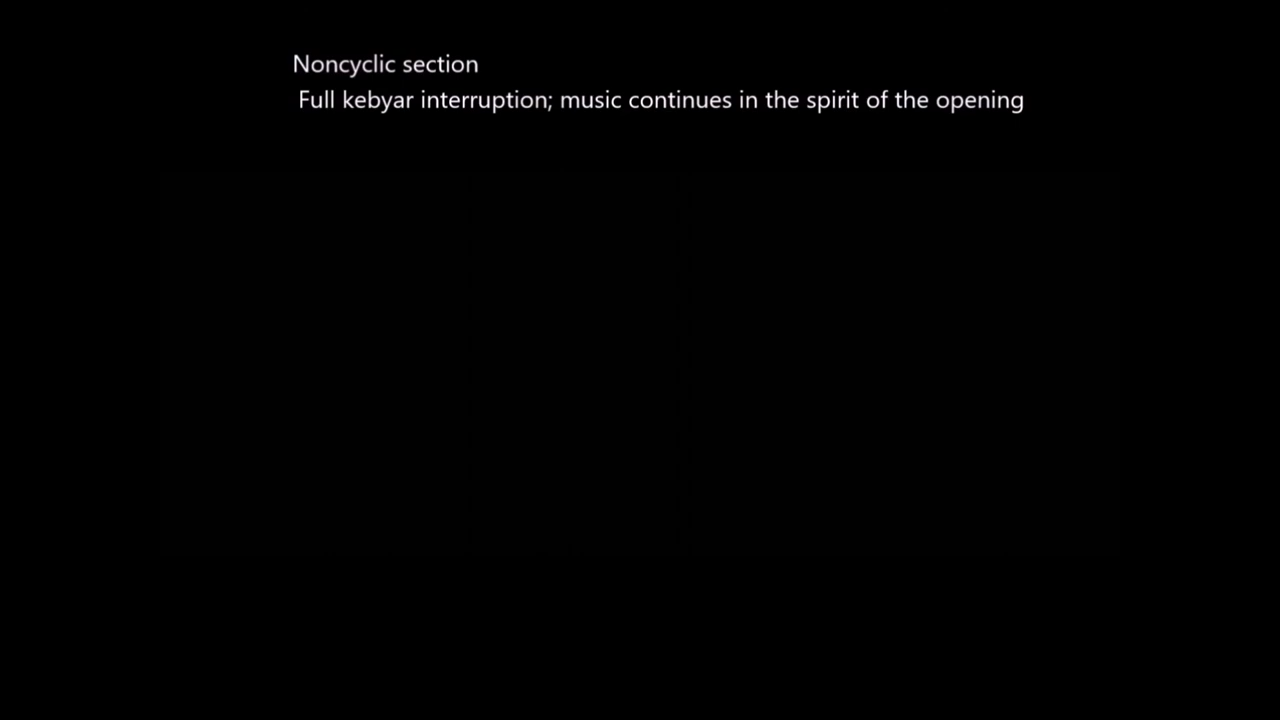 Noncyclic section
Full kebyar interruption; music continues in the spirit of the opening